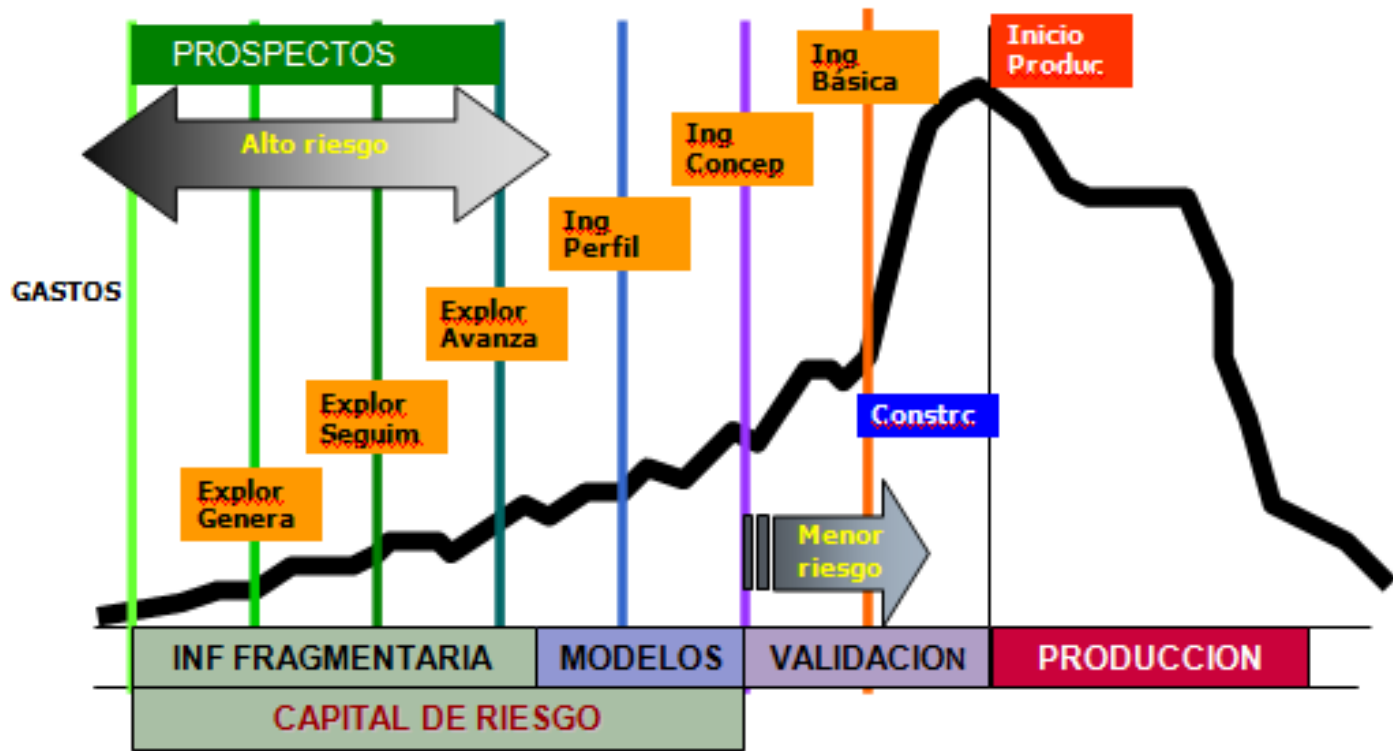 PROSPECTOS
Alto riesgo
GASTOS
Explor
Genera
Explor
Seguim
Explor
Avanza
Ing
Perfil
Ing
Concep
Ing
Básica
Inicio
Produc
Constrc
Menor
riesgo
INF FRAGMENTARIA
MODELOS
VALIDACION
PRODUCCION
CAPITAL DE RIESGO